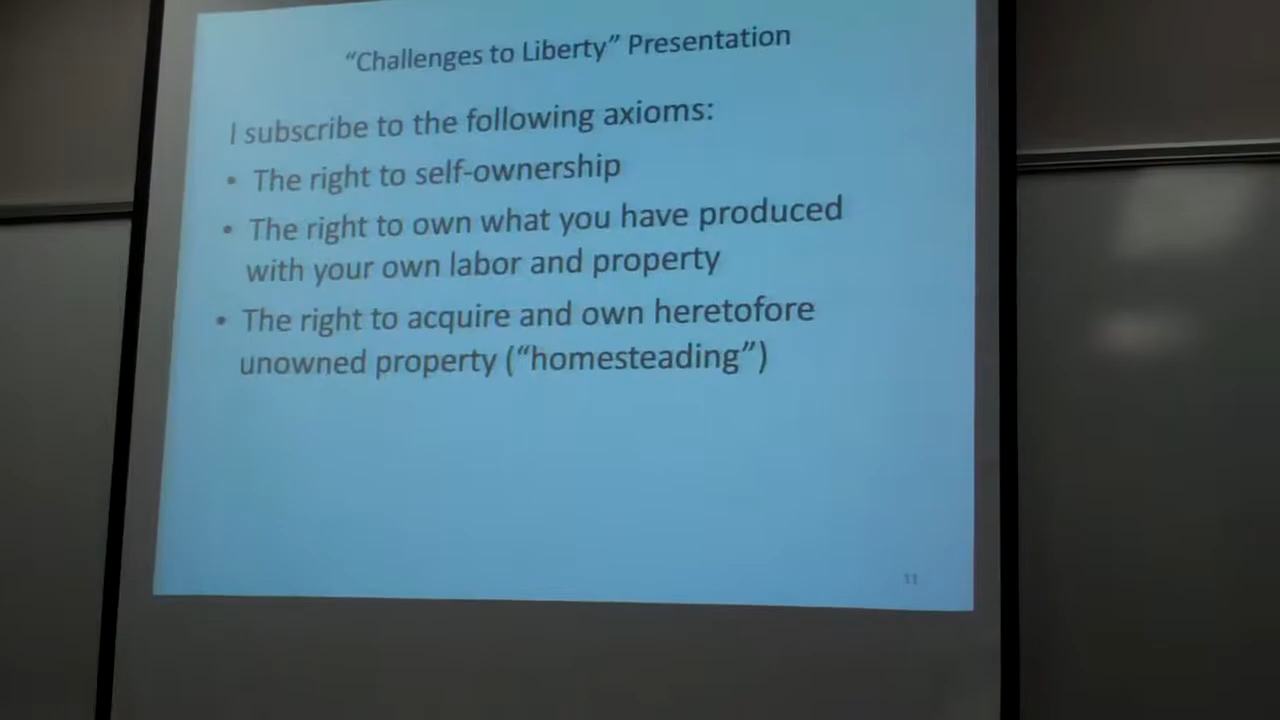 “Challenges to Liberty” Presentation
I subscribe to the following axioms:
• The right to self-ownership
• The right to own what you have produced
with your own labor and property
• The right to acquire and own heretofore
unowned property (“homesteading”)
11